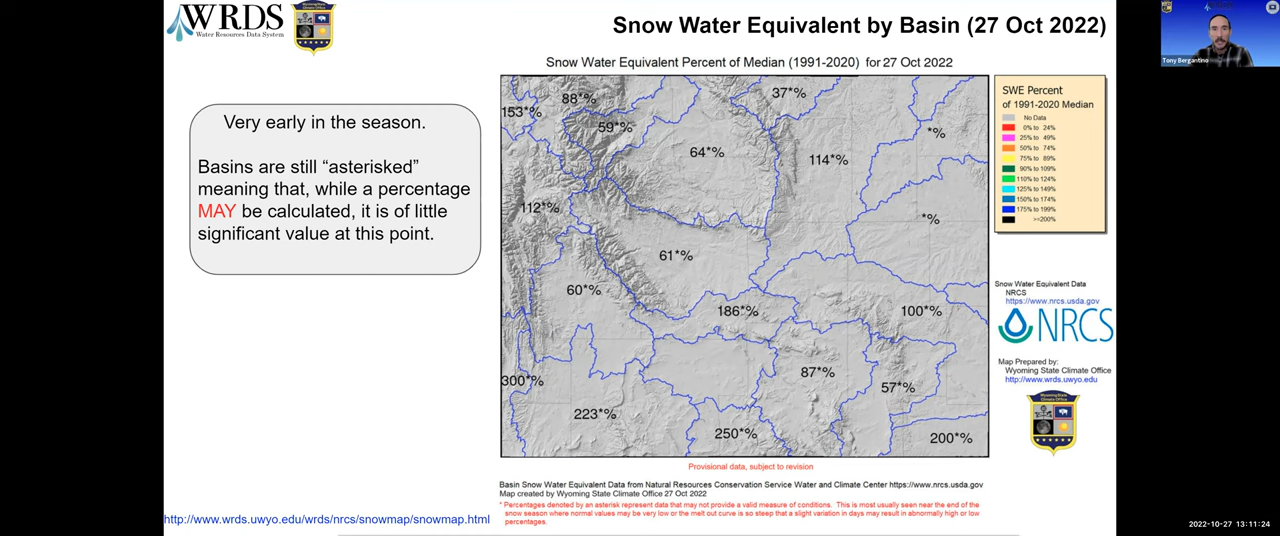 WRDS
Water Resources Data System
Snow Water Equivalent by Basin (27 Oct 2022)
Tony Bergantino
Snow Water Equivalent Percent of Median (1991-2020) for 27 Oct 2022
Very early in the season.
Basins are still "asterisked"
meaning that, while a percentage
MAY be calculated, it is of little
significant value at this point.
37*%
88*%
153*%
59*%
*%
64*%
114*%
112*%
*%
61*%
60*%
186*%
100*%
87*%
300*%
57*%
223*%
250*%
200*%
SWE Percent
of 1991-2020 Median
No Data
0% to 24%
25% to 49%
50% to 74%
75% to 89%
90% to 109%
110% to 124%
125% to 149%
150% to 174%
175% to 199%
>=200%
Snow Water Equivalent Data
NRCS
https://www.nrcs.usda.gov
NRCS
Map Prepared by:
Wyoming State Climate Office
http://www.wrds.uwyo.edu
Wyoming State
Climate Office
Provisional data, subject to revision
Basin Snow Water Equivalent Data from Natural Resources Conservation Service Water and Climate Center https://www.nrcs.usda.gov
Map created by Wyoming State Climate Office 27 Oct 2022
* Percentages denoted by an asterisk represent data that may not provide a valid measure of conditions. This is most usually seen near the end of the
snow season where normal values may be very low or the melt out curve is so steep that a slight variation in days may result in abnormally high or low
percentages.
http://www.wrds.uwyo.edu/wrds/nrcs/snowmap/snowmap.html
2022-10-27 13:11:24